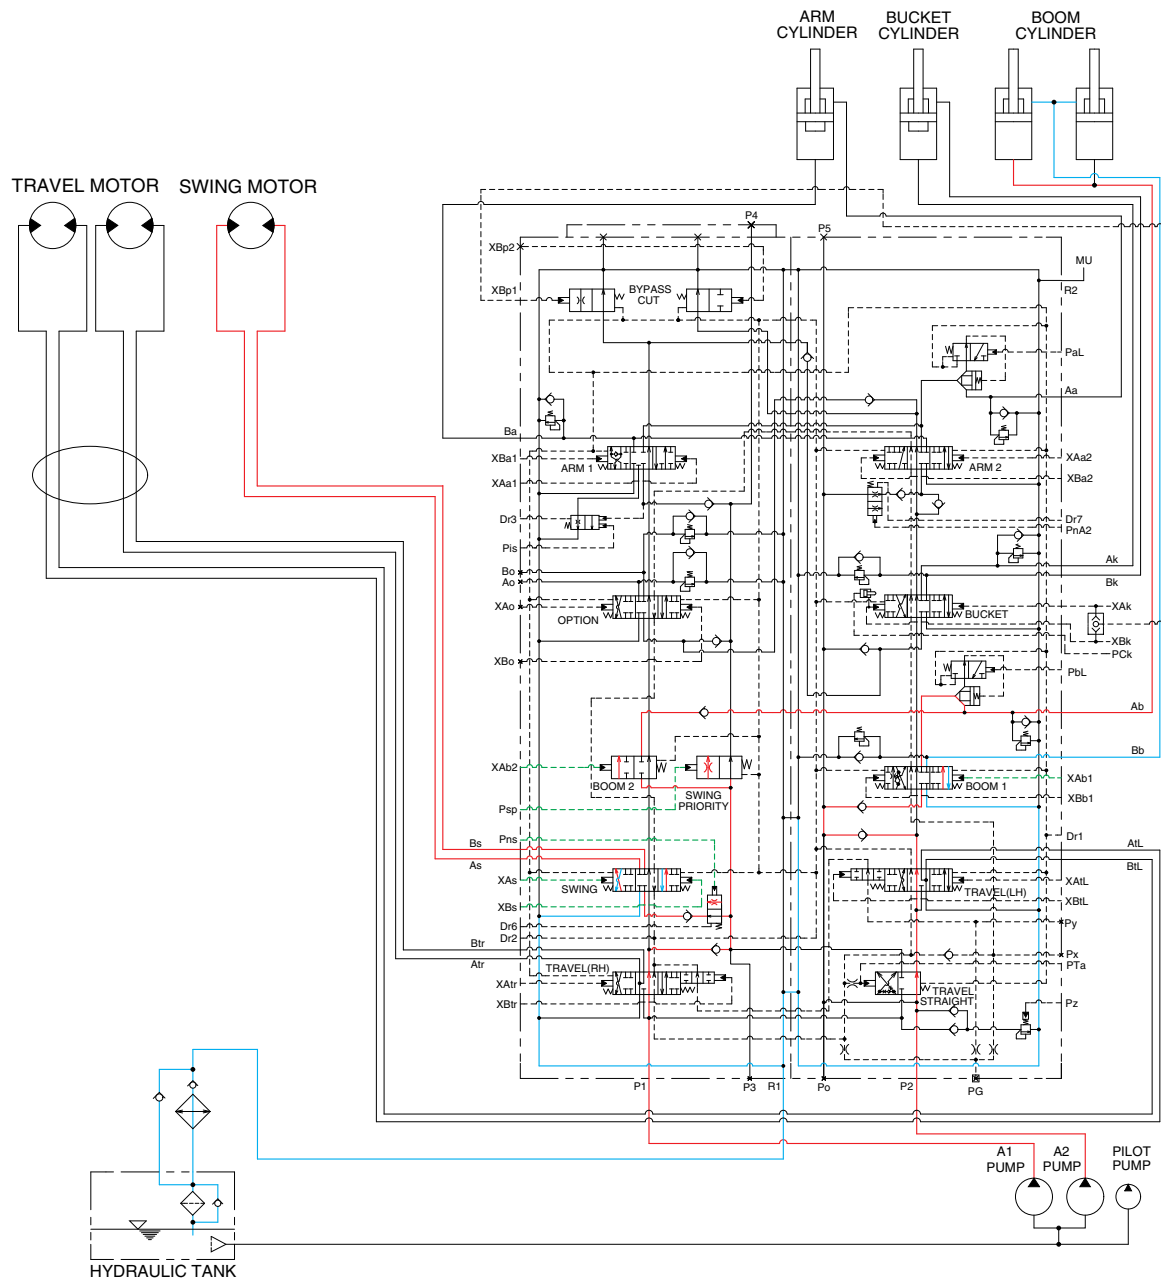 ARM
CYLINDER
BUCKET
CYLINDER
BOOM
CYLINDER
TRAVEL MOTOR
SWING MOTOR
P4
P5
XBp2
MU
XBp1
BYPASS
CUT
R2
PaL
Aa
Ba
XBa1
ARM 1
ARM 2
XAa2
XAa1
XBa2
Dr3
Dr7
PnA2
Pis
Ak
Bo
Ao
Bk
XAo
OPTION
BUCKET
XAk
XBk
PCk
XBo
PbL
Ab
Bb
XAb2
BOOM 2
SWING
PRIORITY
BOOM 1
XAb1
XBb1
Psp
Pns
Dr1
Bs
AtL
As
BtL
XAs
SWING
TRAVEL(LH)
XAtL
XBs
XBtL
Dr6
Py
Dr2
Btr
Px
Atr
TRAVEL(RH)
PTa
XAtr
TRAVEL
STRAIGHT
XBtr
Pz
P1
P3
R1
Po
P2
PG
A1
PUMP
A2
PUMP
PILOT
PUMP
HYDRAULIC TANK